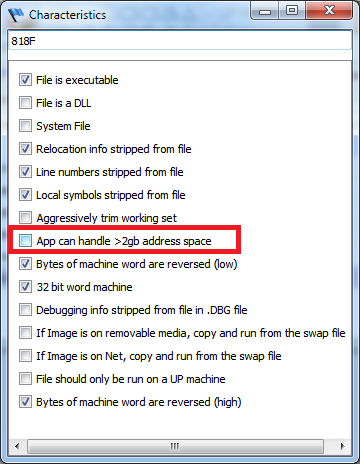 Characteristics
818F
File is executable
File is a DLL
System File
Relocation info stripped from file
Line numbers stripped from file
Local symbols stripped from file
Aggressively trim working set
App can handle >2gb address space
Bytes of machine word are reversed (low)
32 bit word machine
Debugging info stripped from file in .DBG file
If Image is on removable media, copy and run from the swap file
If Image is on Net, copy and run from the swap file
File should only be run on a UP machine
Bytes of machine word are reversed (high)